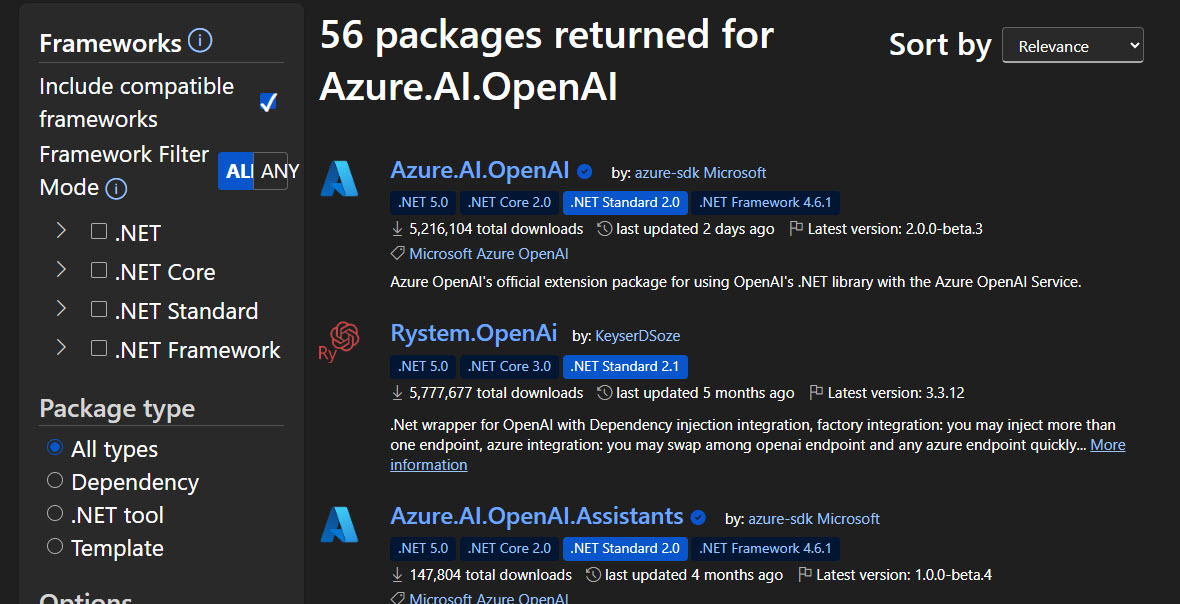 Frameworks
Include compatible
frameworks
Framework Filter
Mode
ALL ANY
.NET
.NET Core
.NET Standard
.NET Framework
Package type
All types
Dependency
.NET tool
Template
Options
56 packages returned for
Azure.AI.OpenAI
Sort by Relevance
Azure.AI.OpenAI by: azure-sdk Microsoft
.NET 5.0 .NET Core 2.0 .NET Standard 2.0 .NET Framework 4.6.1
5,216,104 total downloads last updated 2 days ago Latest version: 2.0.0-beta.3
Microsoft Azure OpenAI
Azure OpenAI's official extension package for using OpenAI's .NET library with the Azure OpenAI Service.
Ry
Rystem.OpenAi by: KeyserDSoze
.NET 5.0 .NET Core 3.0 .NET Standard 2.1
5,777,677 total downloads last updated 5 months ago Latest version: 3.3.12
.Net wrapper for OpenAI with Dependency injection integration, factory integration: you may inject more than
one endpoint, azure integration: you may swap among openai endpoint and any azure endpoint quickly... More
information
Azure.AI.OpenAI.Assistants by: azure-sdk Microsoft
.NET 5.0 .NET Core 2.0 .NET Standard 2.0 .NET Framework 4.6.1
147,804 total downloads last updated 4 months ago Latest version: 1.0.0-beta.4
Microsoft Azure OpenAI